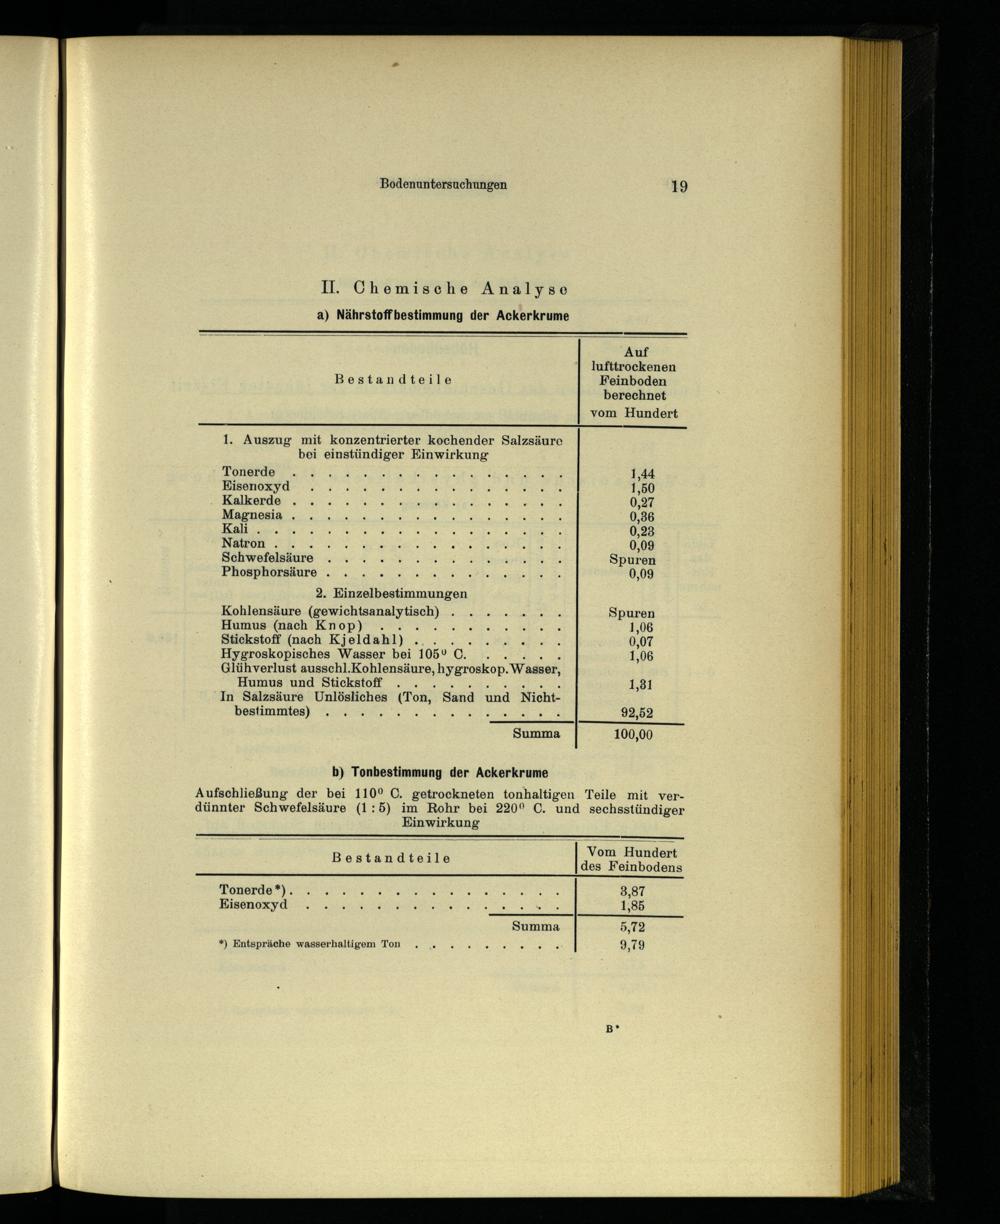 Bodenuntersuchungen 19
II. Chemische Analyse
a) Nährstoffbestimmung der Ackerkrume
Bestandteile
Auf
lufttrockenen
Feinboden
berechnet
vom Hundert
1. Auszug mit konzentrierter kochender Salzsäure
bei einstündiger Einwirkung
Tonerde . . . . . . . . . . . . . . . . 1,44
Eisenoxyd . . . . . . . . . . . . . . . 1,50
Kalkerde . . . . . . . . . . . . . . . . 0,27
Magnesia . . . . . . . . . . . . . . . . 0,36
Kali . . . . . . . . . . . . . . . . . . 0,23
Natron . . . . . . . . . . . . . . . . . 0,09
Schwefelsäure . . . . . . . . . . . . . Spuren
Phosphorsäure . . . . . . . . . . . . . 0,09
2. Einzelbestimmungen
Kohlensäure (gewichtsanalytisch) . . . . . . . Spuren
Humus (nach Knop) . . . . . . . . . . . 1,06
Stickstoff (nach Kjeldahl) . . . . . . . . . 0,07
Hygroskopisches Wasser bei 105⁰ C. . . . . . 1,06
Glühverlust ausschl.Kohlensäure, hygroskop.Wasser,
Humus und Stickstoff . . . . . . . . . . 1,31
In Salzsäure Unlösliches (Ton, Sand und Nicht-
bestimmtes) . . . . . . . . . . . . . . 92,52
Summa 100,00
b) Tonbestimmung der Ackerkrume
Aufschließung der bei 110⁰ C. getrockneten tonhaltigen Teile mit ver-
dünnter Schwefelsäure (1 : 5) im Rohr bei 220⁰ C. und sechsstündiger
Einwirkung
Bestandteile
Vom Hundert
des Feinbodens
Tonerde*) . . . . . . . . . . . . . . . . 3,87
Eisenoxyd . . . . . . . . . . . . . . . 1,85
Summa 5,72
*) Entspräche wasserhaltigem Ton . . . . . . . . . 9,79
B*